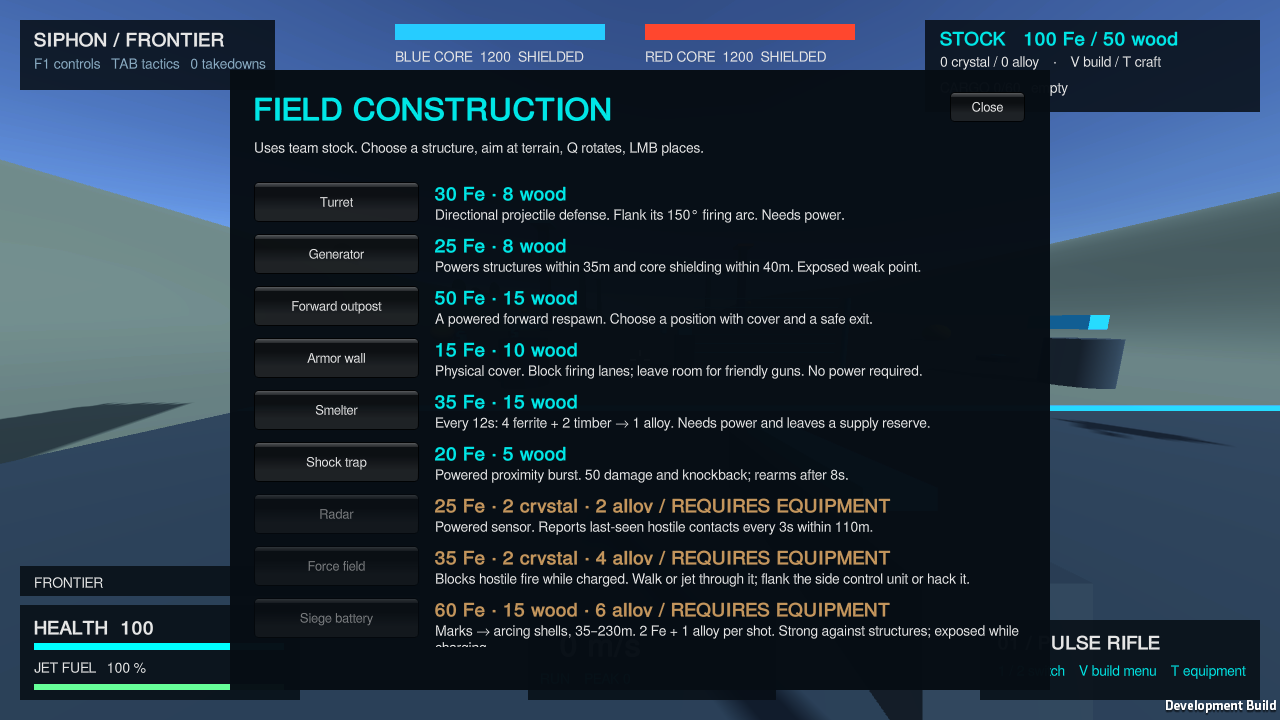 SIPHON / FRONTIER
F1 controls TAB tactics 0 takedowns
BLUE CORE 1200 SHIELDED
RED CORE 1200 SHIELDED
STOCK 100 Fe / 50 wood
0 crystal / 0 alloy · V build / T craft
FIELD CONSTRUCTION
Close
Uses team stock. Choose a structure, aim at terrain, Q rotates, LMB places.
Turret
30 Fe · 8 wood
Directional projectile defense. Flank its 150° firing arc. Needs power.
Generator
25 Fe · 8 wood
Powers structures within 35m and core shielding within 40m. Exposed weak point.
Forward outpost
50 Fe · 15 wood
A powered forward respawn. Choose a position with cover and a safe exit.
Armor wall
15 Fe · 10 wood
Physical cover. Block firing lanes; leave room for friendly guns. No power required.
Smelter
35 Fe · 15 wood
Every 12s: 4 ferrite + 2 timber → 1 alloy. Needs power and leaves a supply reserve.
Shock trap
20 Fe · 5 wood
Powered proximity burst. 50 damage and knockback; rearms after 8s.
Radar
25 Fe · 2 crystal · 2 alloy / REQUIRES EQUIPMENT
Powered sensor. Reports last-seen hostile contacts every 3s within 110m.
Force field
35 Fe · 2 crystal · 4 alloy / REQUIRES EQUIPMENT
Blocks hostile fire while charged. Walk or jet through it; flank the side control unit or hack it.
Siege battery
60 Fe · 15 wood · 6 alloy / REQUIRES EQUIPMENT
Marks → arcing shells, 35–230m. 2 Fe + 1 alloy per shot. Strong against structures; exposed while
charging.
FRONTIER
HEALTH 100
JET FUEL 100 %
0 m/s
ULSE RIFLE
V build menu T equipment
Development Build